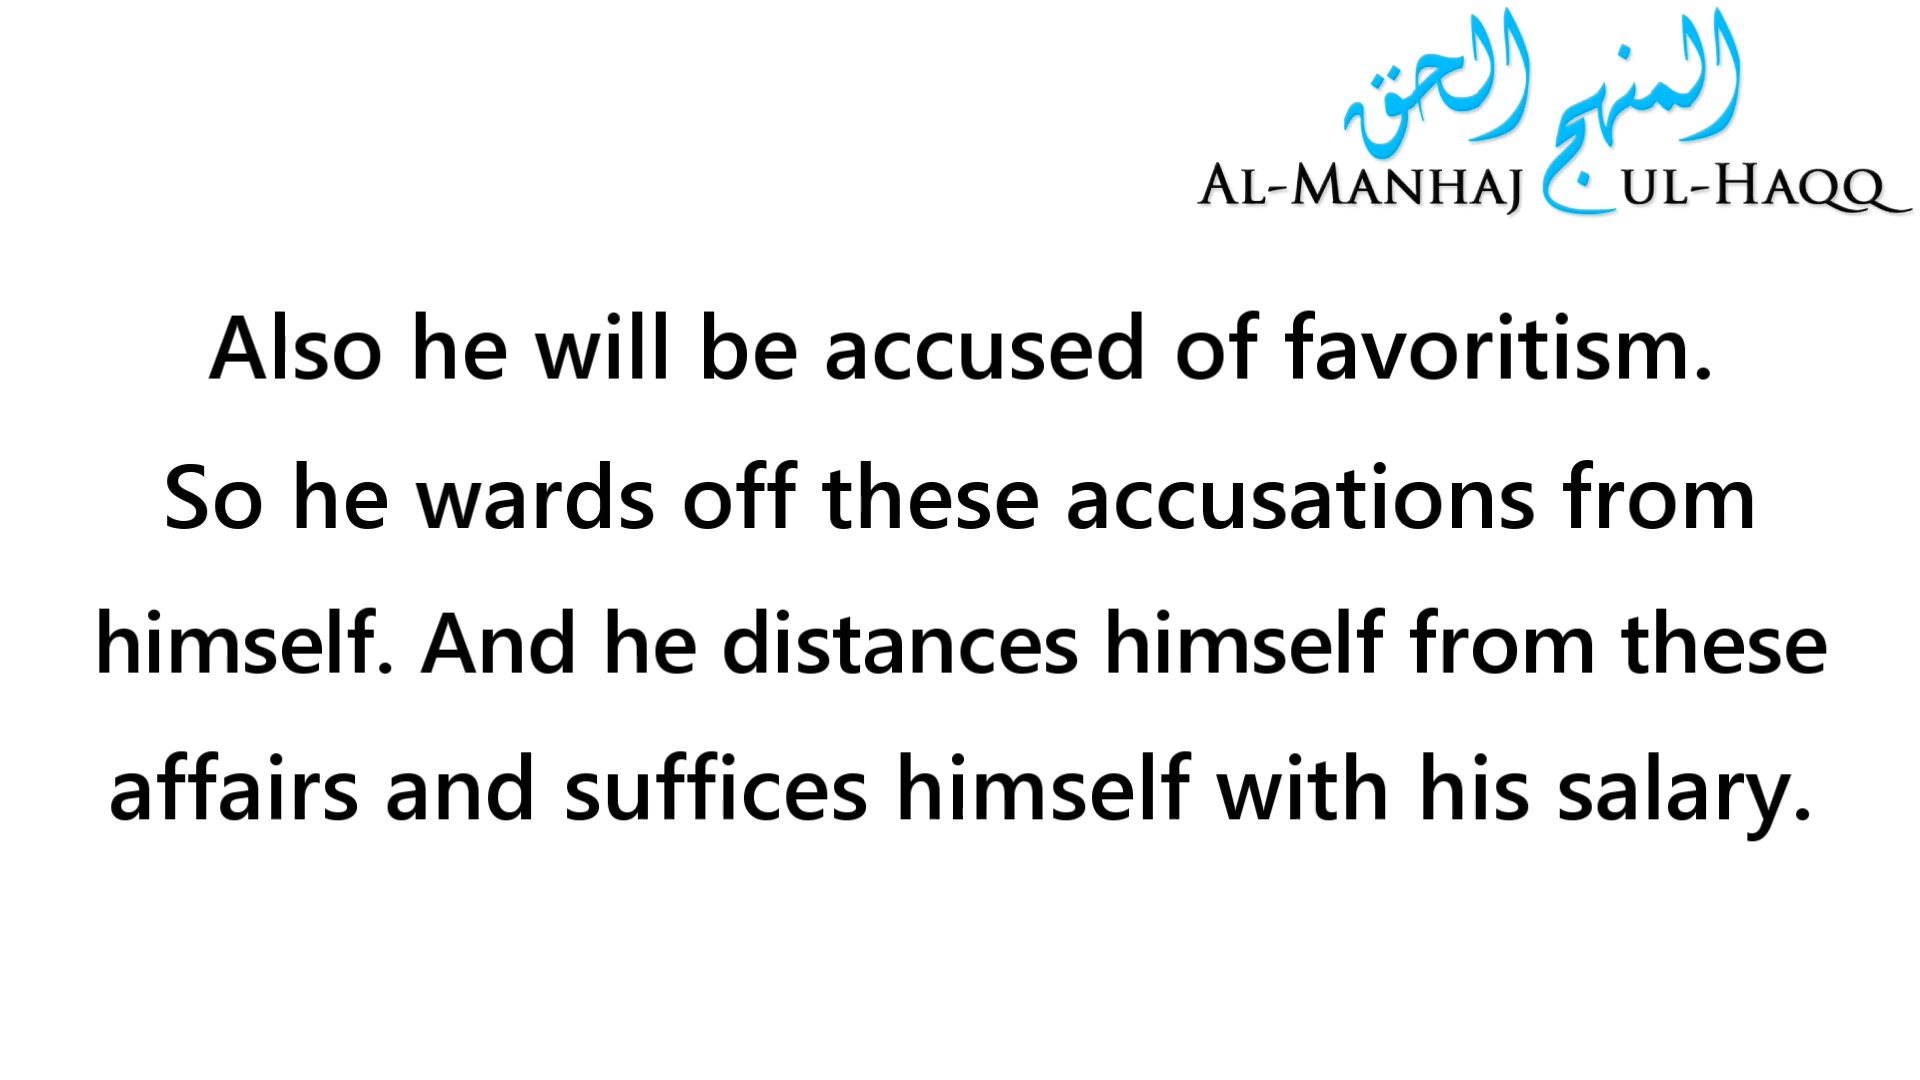 المنهج الحق
AL-MANHAJ UL-HAQQ
Also he will be accused of favoritism.
So he wards off these accusations from
himself. And he distances himself from these
affairs and suffices himself with his salary.